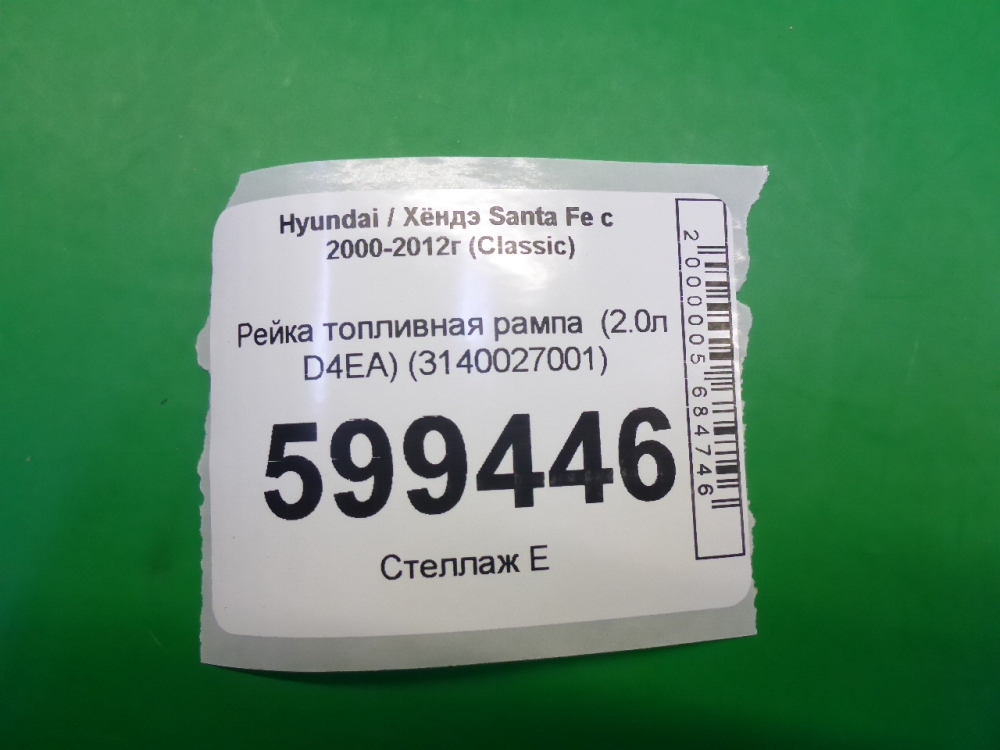 Hyundai / Хёндэ Santa Fe с
2000-2012г (Classic)
Рейка топливная рампа (2.0л
D4EA) (3140027001)
599446
Стеллаж Е
2000005684746